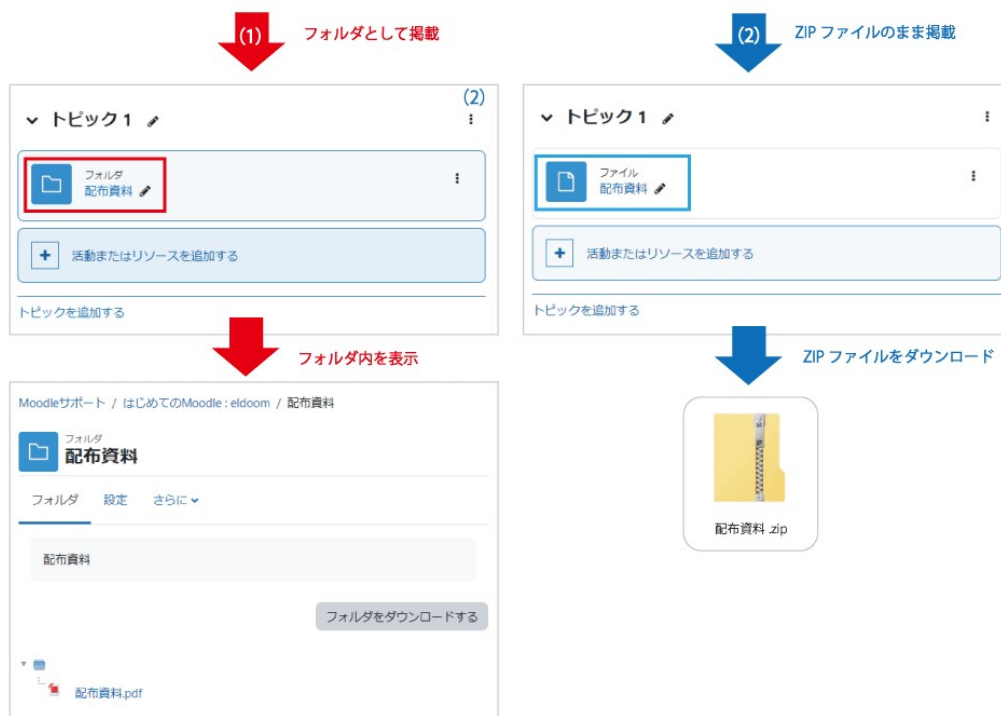 (1)
フォルダとして掲載
(2)
トピック 1
フォルダ
配布資料
活動またはリソースを追加する
トピックを追加する
フォルダ内を表示
Moodleサポート / はじめてのMoodle : eldoom / 配布資料
フォルダ
配布資料
フォルダ 設定 さらに
配布資料
フォルダをダウンロードする
配布資料.pdf
(2)
ZIP ファイルのまま掲載
トピック 1
ファイル
配布資料
活動またはリソースを追加する
トピックを追加する
ZIP ファイルをダウンロード
配布資料 .zip